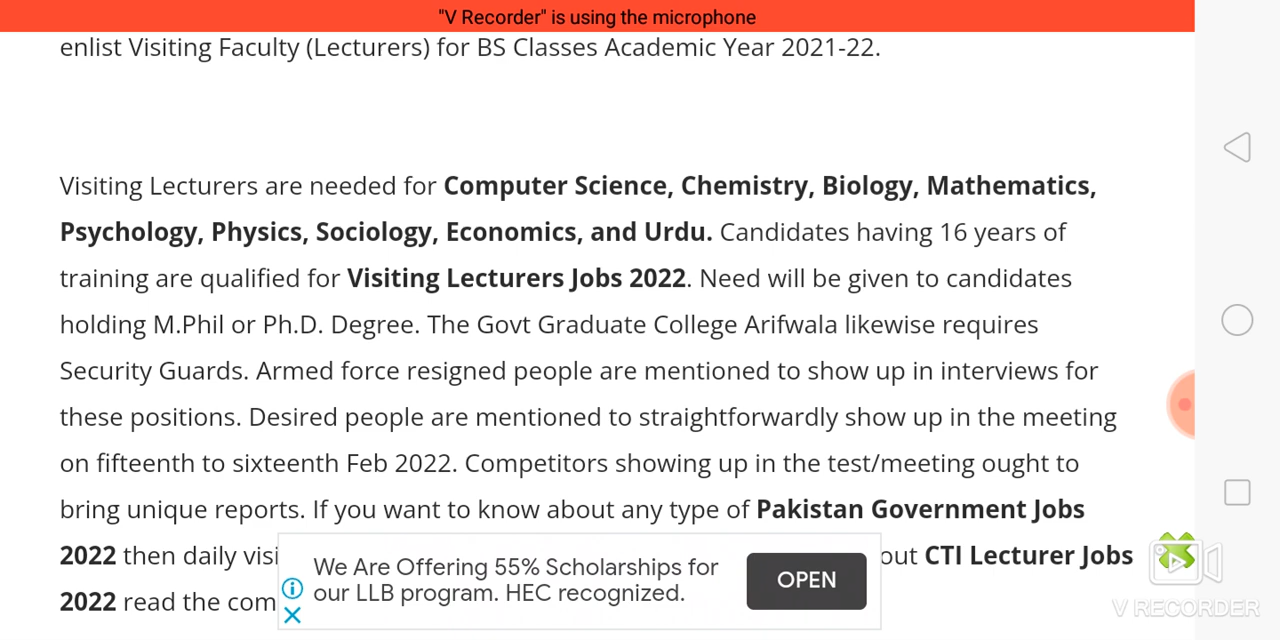 "V Recorder" is using the microphone
enlist Visiting Faculty (Lecturers) for BS Classes Academic Year 2021-22.
Visiting Lecturers are needed for Computer Science, Chemistry, Biology, Mathematics,
Psychology, Physics, Sociology, Economics, and Urdu. Candidates having 16 years of
training are qualified for Visiting Lecturers Jobs 2022. Need will be given to candidates
holding M.Phil or Ph.D. Degree. The Govt Graduate College Arifwala likewise requires
Security Guards. Armed force resigned people are mentioned to show up in interviews for
these positions. Desired people are mentioned to straightforwardly show up in the meeting
on fifteenth to sixteenth Feb 2022. Competitors showing up in the test/meeting ought to
bring unique reports. If you want to know about any type of Pakistan Government Jobs
2022 then daily visi out CTI Lecturer Jobs
2022 read the com
We Are Offering 55% Scholarships for
our LLB program. HEC recognized.
OPEN
V RECORDER